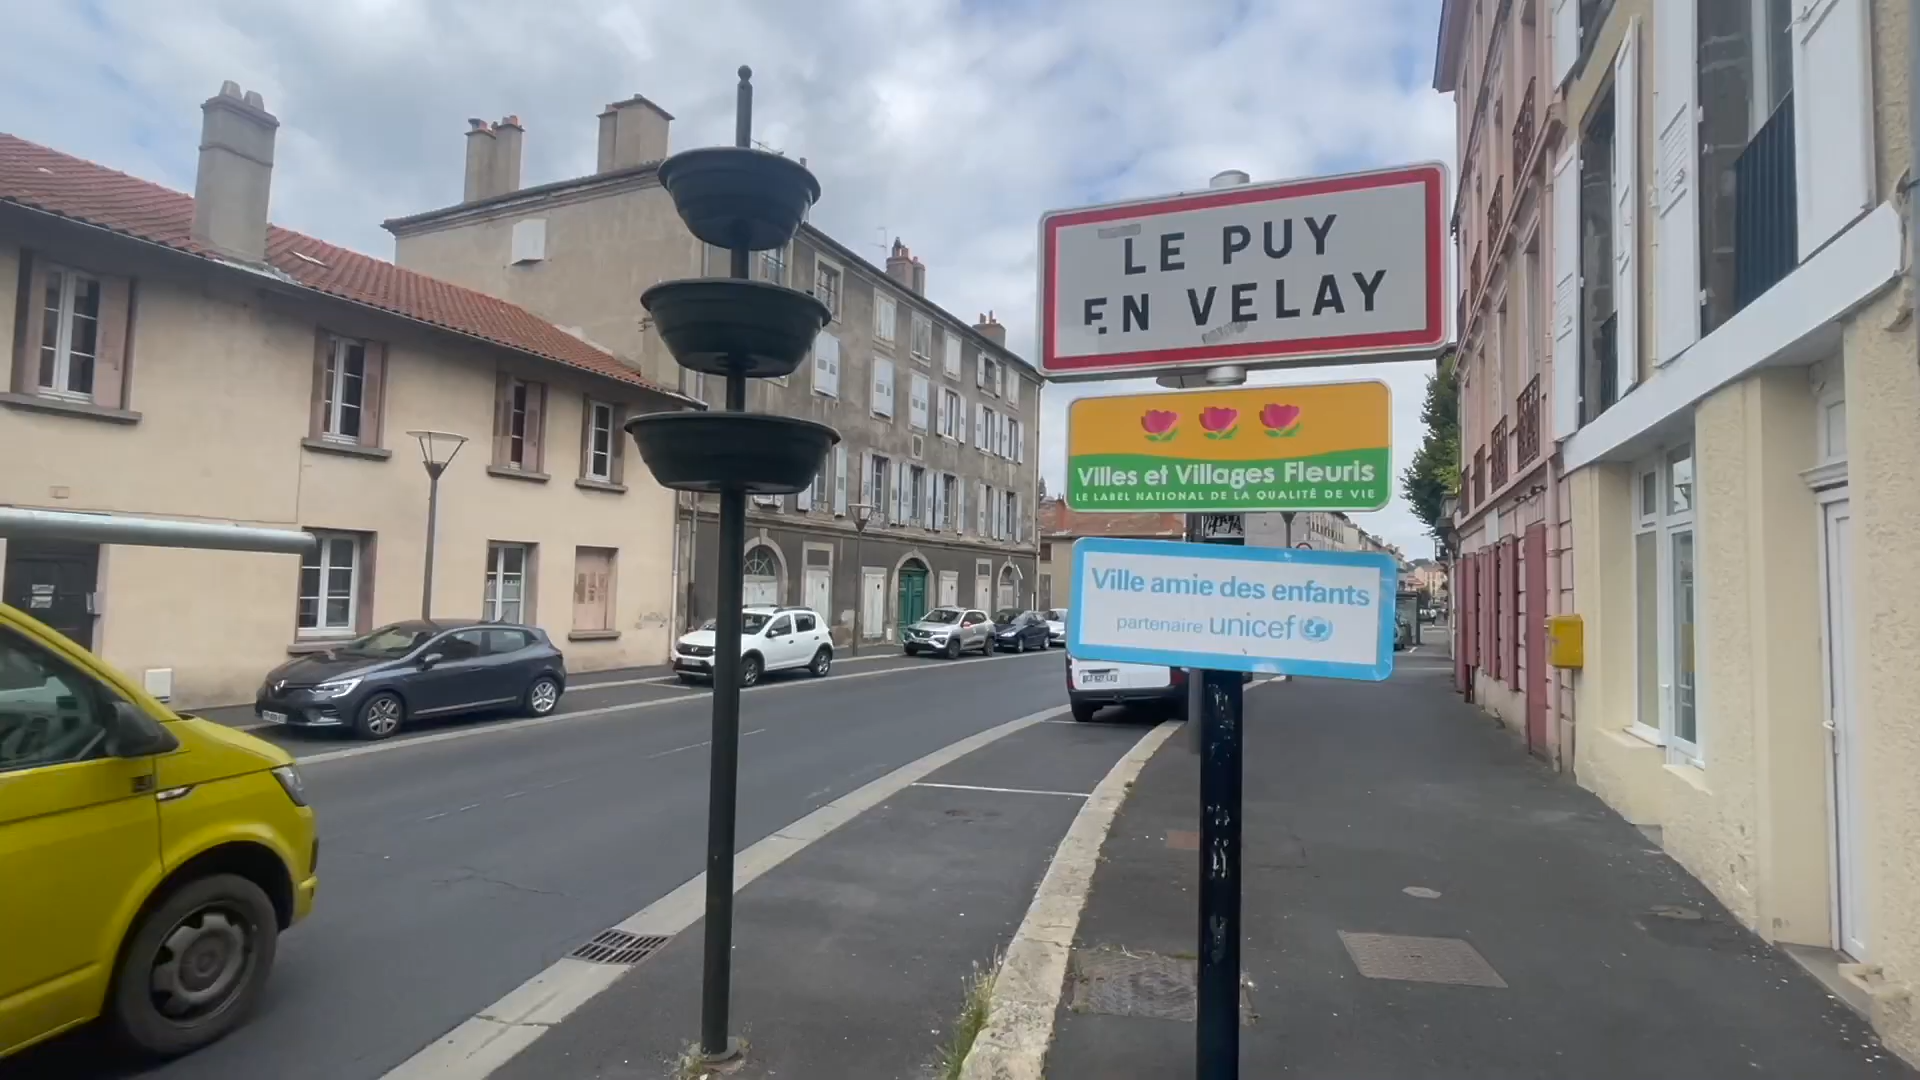 LE PUY
EN VELAY
Villes et Villages Fleuris
LE LABEL NATIONAL DE LA QUALITÉ DE VIE
Ville amie des enfants
partenaire unicef